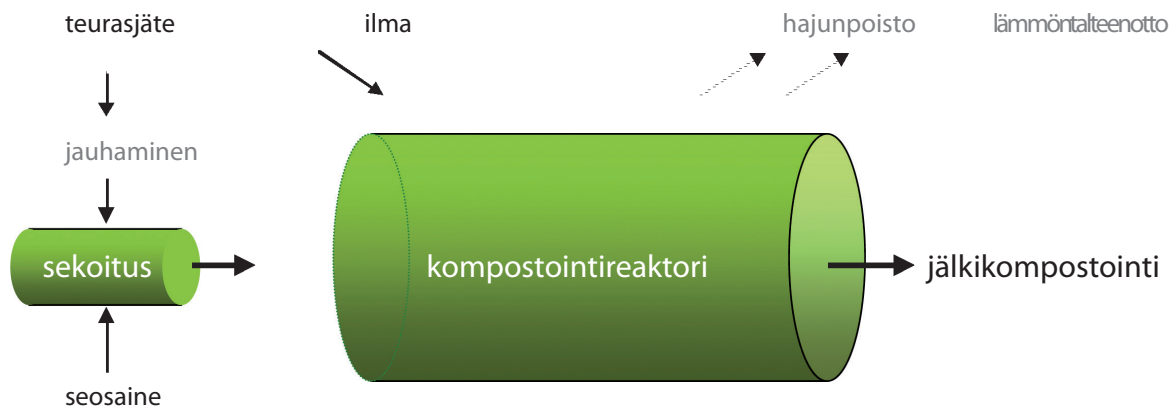 teurasjäte
ilma
hajunpoisto
lämmöntalteenotto
jauhaminen
sekoitus
kompostointireaktori
jälkikompostointi
seosaine